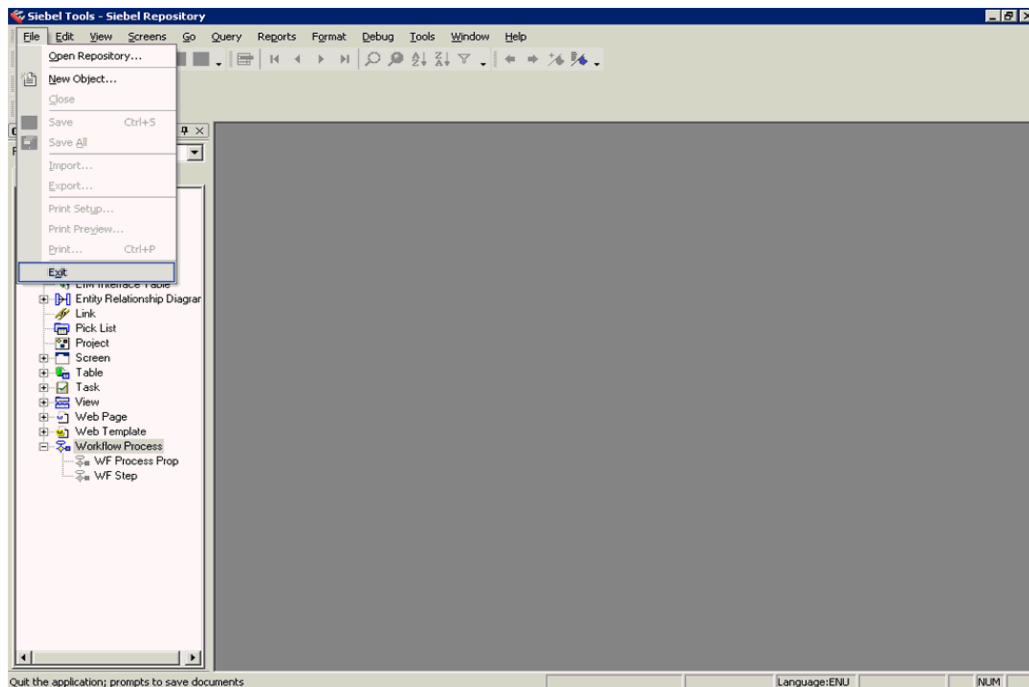 Siebel Tools - Siebel Repository
File Edit View Screens Go Query Reports Format Debug Tools Window Help
Open Repository...
New Object...
Close
Save Ctrl+S
Save All
Import...
Export...
Print Setup...
Print Preview...
Print... Ctrl+P
Exit
EIM Interface Table
Entity Relationship Diagrar
Link
Pick List
Project
Screen
Table
Task
View
Web Page
Web Template
Workflow Process
WF Process Prop
WF Step
Quit the application; prompts to save documents Language:ENU NUM